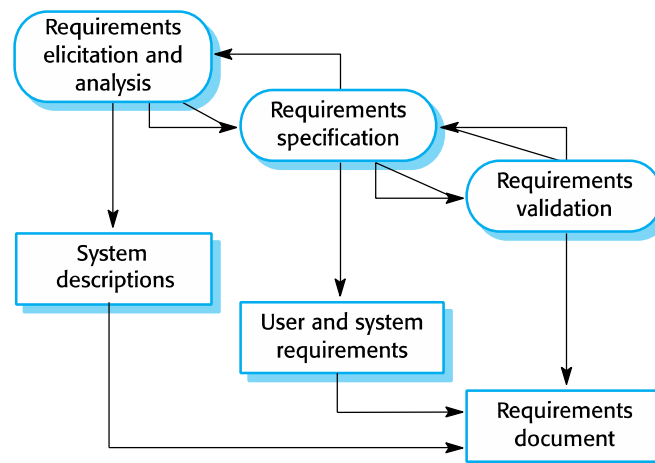 Requirements
elicitation and
analysis
Requirements
specification
Requirements
validation
System
descriptions
User and system
requirements
Requirements
document